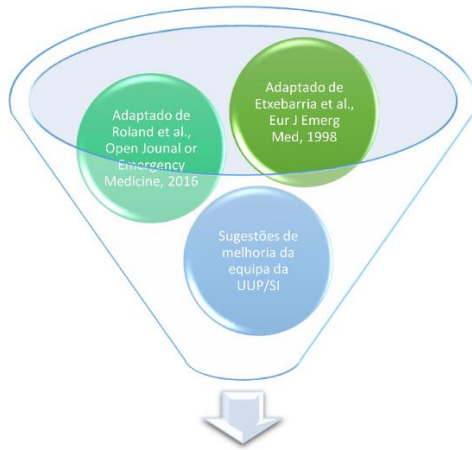 Adaptado de
Roland et al.,
Open Jounal or
Emergency
Medicine, 2016
Adaptado de
Etxebarria et al.,
Eur J Emerg
Med, 1998
Sugestões de
melhoria da
equipa da
UUP/SI